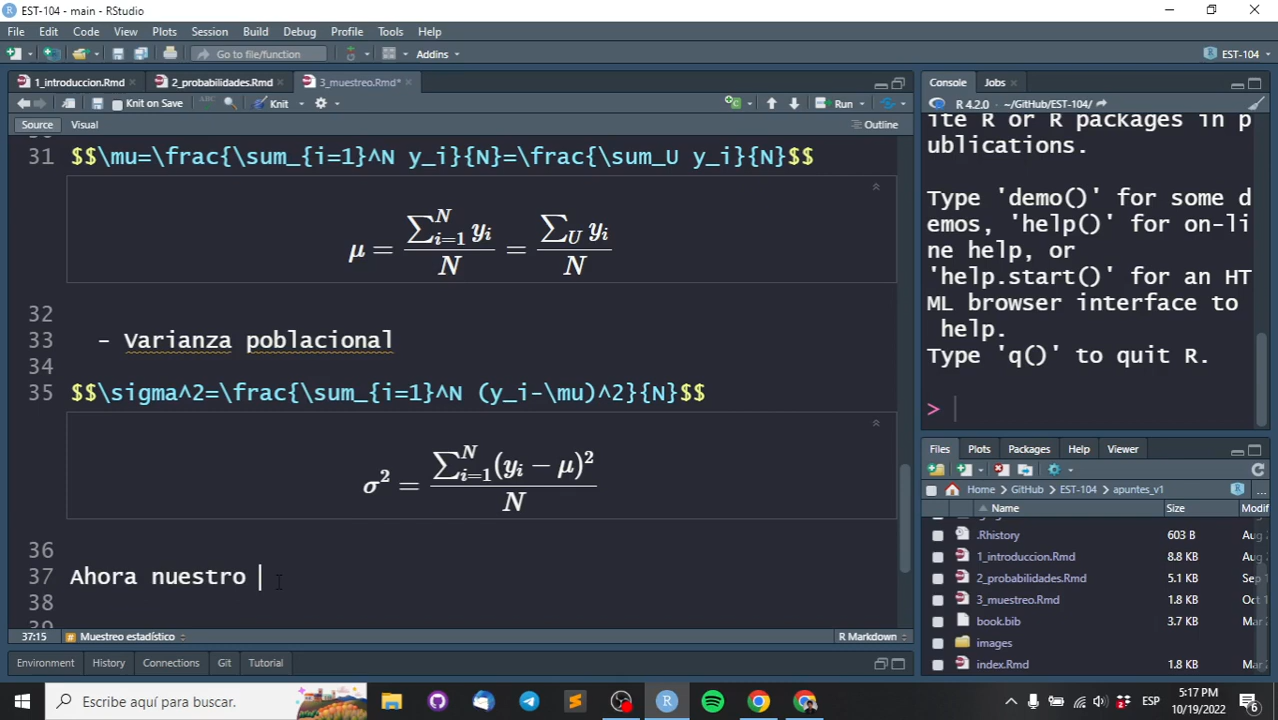 EST-104 - main - RStudio
File Edit Code View Plots Session Build Debug Profile Tools Help
Go to file/function Addins EST-104
1_introduccion.Rmd 2_probabilidades.Rmd 3_muestreo.Rmd*
Knit on Save Knit Run
Source Visual Outline
31 $$\mu=\frac{\sum_{i=1}^N y_i}{N}=\frac{\sum_U y_i}{N}$$
μ = ∑_{i=1}^N y_i / N = ∑_U y_i / N
32
33 - Varianza poblacional
34
35 $$\sigma^2=\frac{\sum_{i=1}^N (y_i-\mu)^2}{N}$$
σ² = ∑_{i=1}^N (y_i − μ)² / N
36
37 Ahora nuestro
38
37:15 Muestreo estadístico R Markdown
Environment History Connections Git Tutorial
Console Jobs
R 4.2.0 · ~/GitHub/EST-104/
ite R or R packages in p
ublications.
Type 'demo()' for some d
emos, 'help()' for on-li
ne help, or
'help.start()' for an HT
ML browser interface to
help.
Type 'q()' to quit R.
>
Files Plots Packages Help Viewer
Home GitHub EST-104 apuntes_v1 ...
Name Size Modif
.Rhistory 603 B Aug
1_introduccion.Rmd 8.8 KB Aug
2_probabilidades.Rmd 5.1 KB Sep
3_muestreo.Rmd 1.8 KB Oct
book.bib 3.7 KB Mar
images
index.Rmd 1.8 KB Mar
Escribe aquí para buscar. ESP 5:17 PM
10/19/2022 6